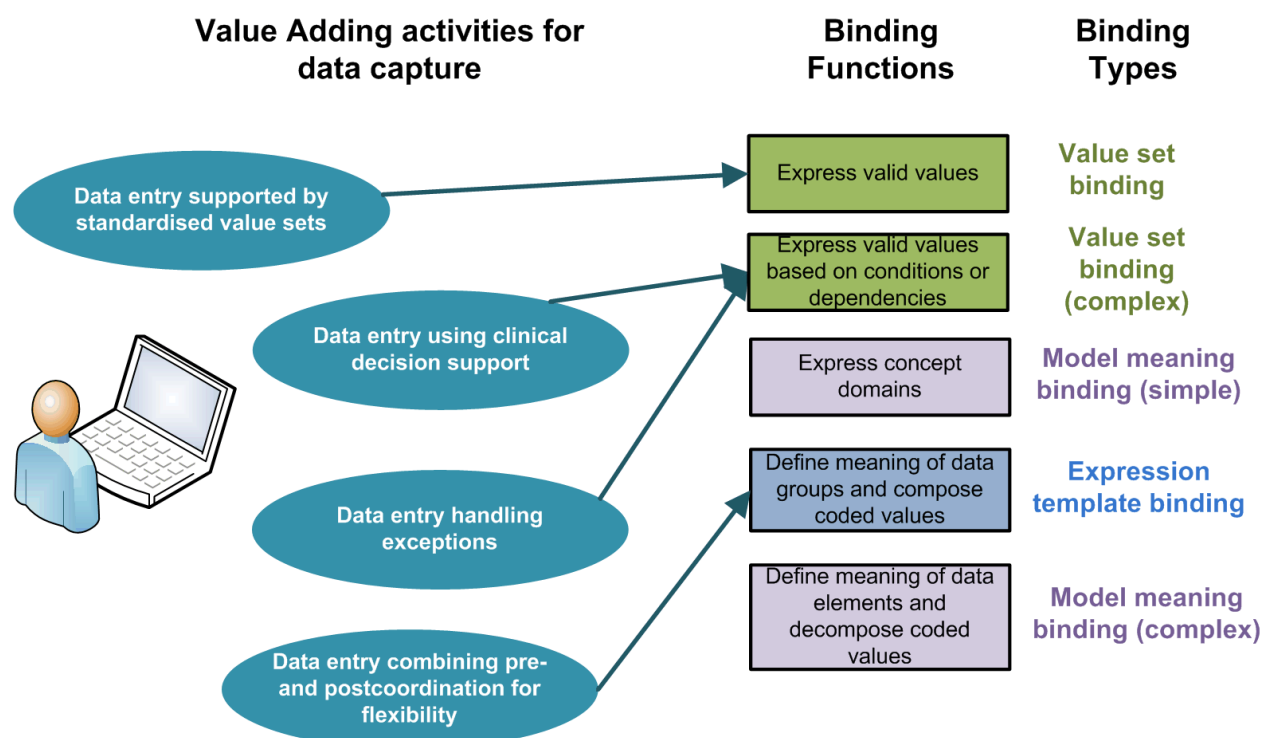 Value Adding activities for
data capture
Binding
Functions
Binding
Types
Data entry supported by
standardised value sets
Express valid values
Value set
binding
Data entry using clinical
decision support
Express valid values
based on conditions or
dependencies
Value set
binding
(complex)
Express concept
domains
Model meaning
binding (simple)
Data entry handling
exceptions
Define meaning of data
groups and compose
coded values
Expression
template binding
Data entry combining pre-
and postcoordination for
flexibility
Define meaning of data
elements and
decompose coded
values
Model meaning
binding (complex)